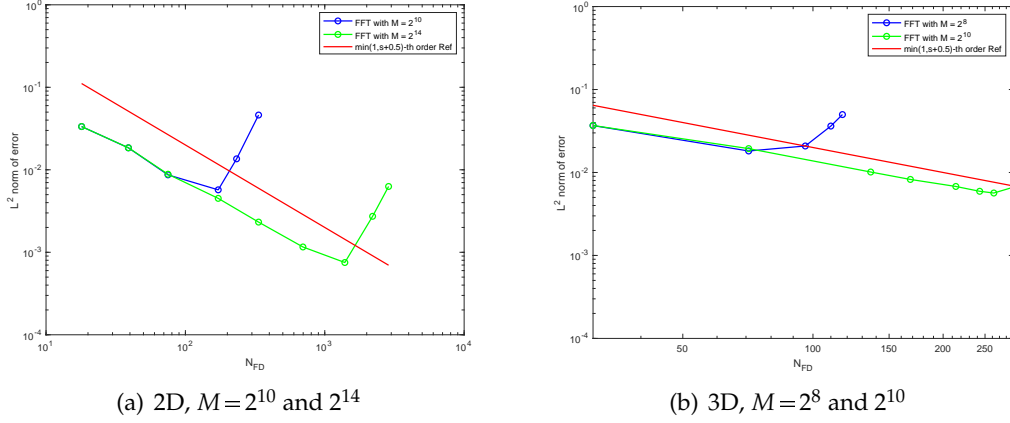 10^0
10^-1
10^-2
10^-3
10^-4
L^2 norm of error
10^1
10^2
10^3
10^4
N_FD
FFT with M = 2^10
FFT with M = 2^14
min(1,s+0.5)-th order Ref
(a) 2D, M=2^10 and 2^14
10^0
10^-1
10^-2
10^-3
10^-4
L^2 norm of error
50
100
150
200
250
N_FD
FFT with M = 2^8
FFT with M = 2^10
min(1,s+0.5)-th order Ref
(b) 3D, M=2^8 and 2^10